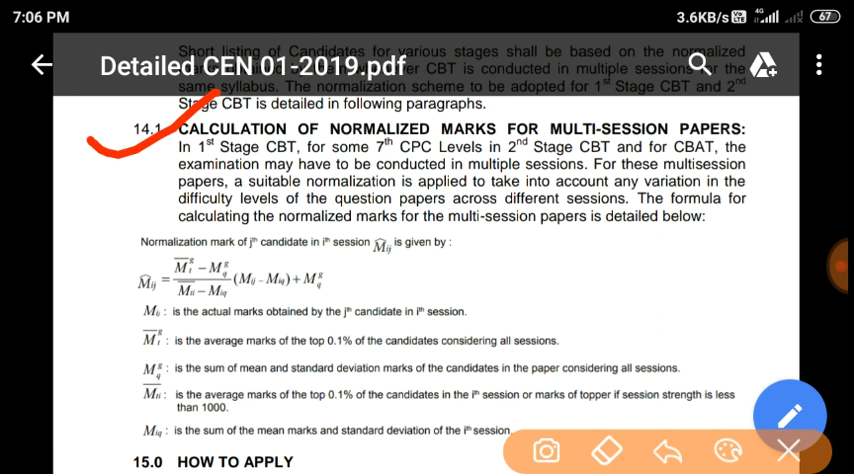 7:06 PM
3.6KB/s Vo LTE 4G 67
Short listing of Candidates for various stages shall be based on the normalized
Detailed CEN 01-2019.pdf
er CBT is conducted in multiple sessions for the
same syllabus. The normalization scheme to be adopted for 1st Stage CBT and 2nd
Stage CBT is detailed in following paragraphs.
14.1 CALCULATION OF NORMALIZED MARKS FOR MULTI-SESSION PAPERS:
In 1st Stage CBT, for some 7th CPC Levels in 2nd Stage CBT and for CBAT, the
examination may have to be conducted in multiple sessions. For these multisession
papers, a suitable normalization is applied to take into account any variation in the
difficulty levels of the question papers across different sessions. The formula for
calculating the normalized marks for the multi-session papers is detailed below:
Normalization mark of jth candidate in ith session M̂ij is given by :
M̂ij = (M̄tg − Mqg) / (M̄ti − Miq) (Mij - Miq) + Mqg
Mij : is the actual marks obtained by the jth candidate in ith session.
M̄tg : is the average marks of the top 0.1% of the candidates considering all sessions.
Mqg : is the sum of mean and standard deviation marks of the candidates in the paper considering all sessions.
M̄ti : is the average marks of the top 0.1% of the candidates in the ith session or marks of topper if session strength is less
than 1000.
Miq : is the sum of the mean marks and standard deviation of the ith session.
15.0 HOW TO APPLY